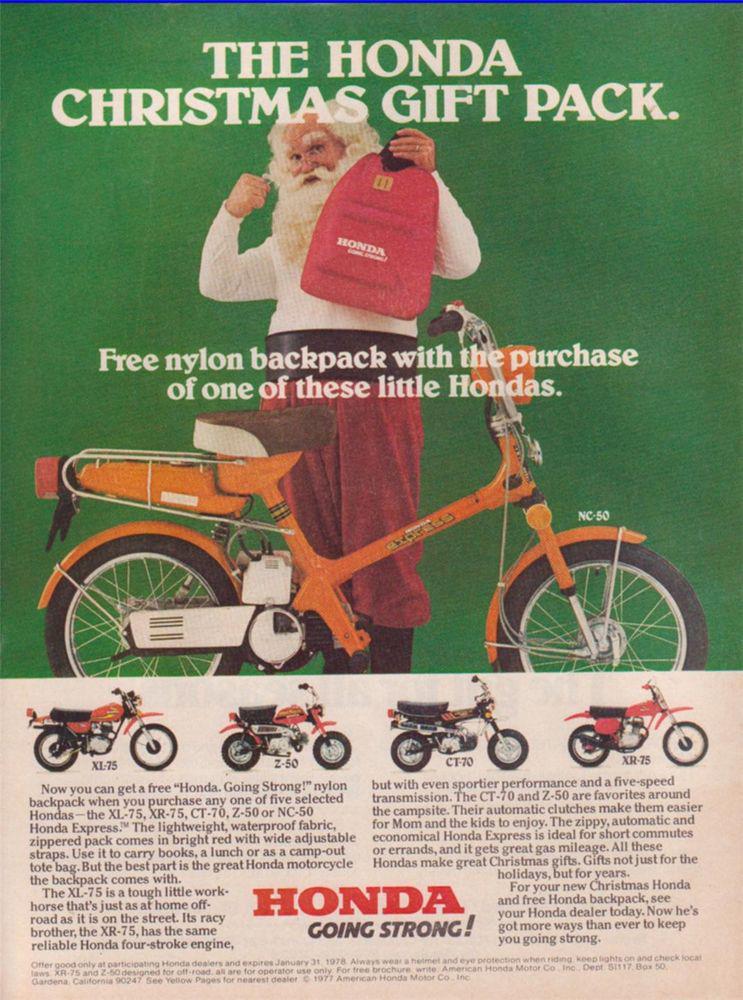 THE HONDA
CHRISTMAS GIFT PACK.
HONDA
GOING STRONG!
Free nylon backpack with the purchase
of one of these little Hondas.
NC-50
HONDA
express
XL-75
Z-50
CT-70
XR-75
Now you can get a free "Honda. Going Strong!" nylon
backpack when you purchase any one of five selected
Hondas—the XL-75, XR-75, CT-70, Z-50 or NC-50
Honda Express.™ The lightweight, waterproof fabric,
zippered pack comes in bright red with wide adjustable
straps. Use it to carry books, a lunch or as a camp-out
tote bag. But the best part is the great Honda motorcycle
the backpack comes with.
The XL-75 is a tough little work-
horse that's just as at home off-
road as it is on the street. Its racy
brother, the XR-75, has the same
reliable Honda four-stroke engine,
but with even sportier performance and a five-speed
transmission. The CT-70 and Z-50 are favorites around
the campsite. Their automatic clutches make them easier
for Mom and the kids to enjoy. The zippy, automatic and
economical Honda Express is ideal for short commutes
or errands, and it gets great gas mileage. All these
Hondas make great Christmas gifts. Gifts not just for the
holidays, but for years.
For your new Christmas Honda
and free Honda backpack, see
your Honda dealer today. Now he's
got more ways than ever to keep
you going strong.
HONDA
GOING STRONG!
Offer good only at participating Honda dealers and expires January 31, 1978. Always wear a helmet and eye protection when riding, keep lights on and check local
laws. XR-75 and Z-50 designed for off-road, all are for operator use only. For free brochure, write: American Honda Motor Co., Inc., Dept. SI117, Box 50,
Gardena, California 90247. See Yellow Pages for nearest dealer. © 1977 American Honda Motor Co., Inc.